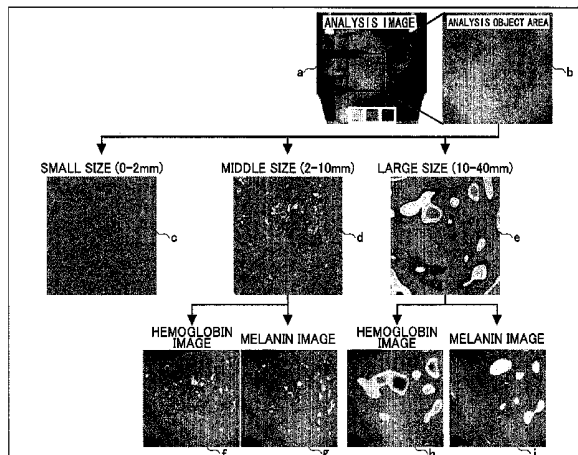 ANALYSIS IMAGE
ANALYSIS OBJECT AREA
a
b
SMALL SIZE (0-2mm)
MIDDLE SIZE (2-10mm)
LARGE SIZE (10-40mm)
c
d
e
HEMOGLOBIN
IMAGE
MELANIN IMAGE
HEMOGLOBIN
IMAGE
MELANIN IMAGE
f
g
h
i